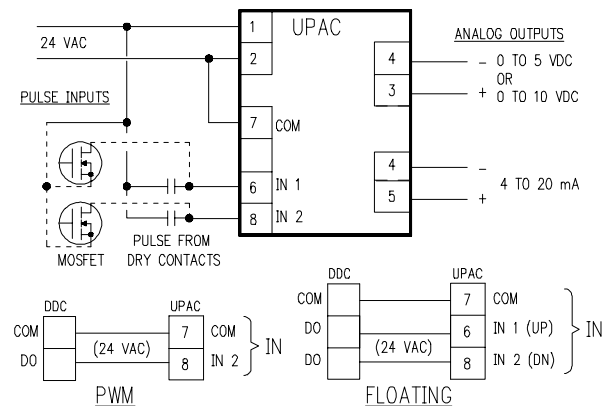 1 UPAC ANALOG OUTPUTS
24 VAC
2 4 − 0 TO 5 VDC
OR
3 + 0 TO 10 VDC
PULSE INPUTS
7 COM
4 −
4 TO 20 mA
6 IN 1 5 +
8 IN 2
MOSFET
PULSE FROM
DRY CONTACTS
DDC UPAC
COM 7 COM
(24 VAC) IN
DO 8 IN 2
PWM
DDC UPAC
COM 7 COM
DO 6 IN 1 (UP) IN
(24 VAC)
DO 8 IN 2 (DN)
FLOATING